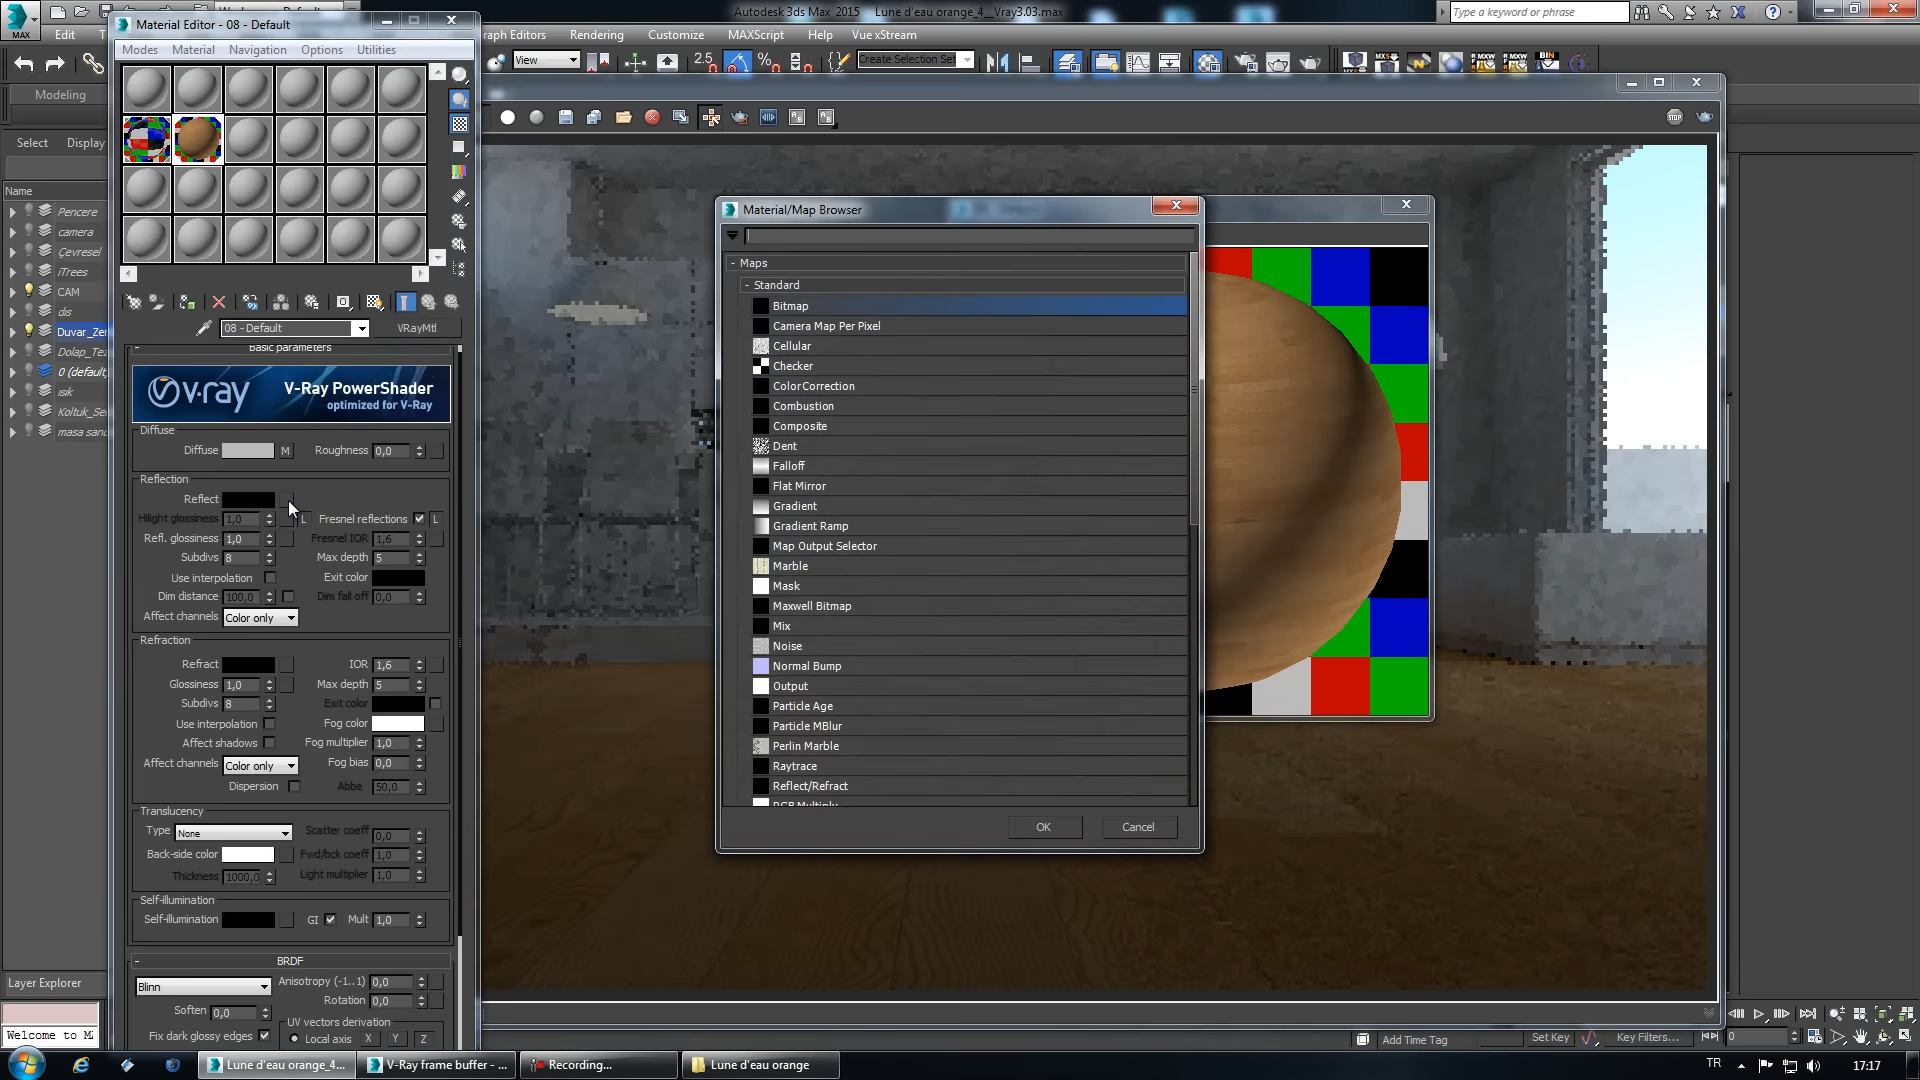 Autodesk 3ds Max 2015    Lune d'eau orange_4__Vray3.03.max
Type a keyword or phrase
MAX
Edit
Material Editor - 08 - Default
Modes Material Navigation Options Utilities
raph Editors Rendering Customize MAXScript Help Vue xStream
View
2.5
Create Selection Set
Modeling
Select Display
Name
Pencere
camera
Çevresel
iTrees
CAM
dis
Duvar_Zer
Dolap_Tez
0 (default
isik
Koltuk_Se
masa sand
Layer Explorer
Welcome to M
08 - Default
VRayMtl
Basic parameters
v·ray
V-Ray PowerShader
optimized for V-Ray
Diffuse
Diffuse M Roughness 0,0
Reflection
Reflect
Hilight glossiness 1,0 L Fresnel reflections L
Refl. glossiness 1,0 Fresnel IOR 1,6
Subdivs 8 Max depth 5
Use interpolation Exit color
Dim distance 100,0 Dim fall off 0,0
Affect channels Color only
Refraction
Refract IOR 1,6
Glossiness 1,0 Max depth 5
Subdivs 8 Exit color
Use interpolation Fog color
Affect shadows Fog multiplier 1,0
Affect channels Color only Fog bias 0,0
Dispersion Abbe 50,0
Translucency
Type None Scatter coeff 0,0
Back-side color Fwd/bck coeff 1,0
Thickness 1000,0 Light multiplier 1,0
Self-illumination
Self-illumination GI Mult 1,0
BRDF
Blinn Anisotropy (-1..1) 0,0
Rotation 0,0
Soften 0,0
UV vectors derivation
Fix dark glossy edges Local axis X Y Z
Material/Map Browser
- Maps
- Standard
Bitmap
Camera Map Per Pixel
Cellular
Checker
ColorCorrection
Combustion
Composite
Dent
Falloff
Flat Mirror
Gradient
Gradient Ramp
Map Output Selector
Marble
Mask
Maxwell Bitmap
Mix
Noise
Normal Bump
Output
Particle Age
Particle MBlur
Perlin Marble
Raytrace
Reflect/Refract
RGB Multiply
OK Cancel
Add Time Tag
Set Key Key Filters...
0
Lune d'eau orange_4... V-Ray frame buffer - ... Recording... Lune d'eau orange
TR 17:17